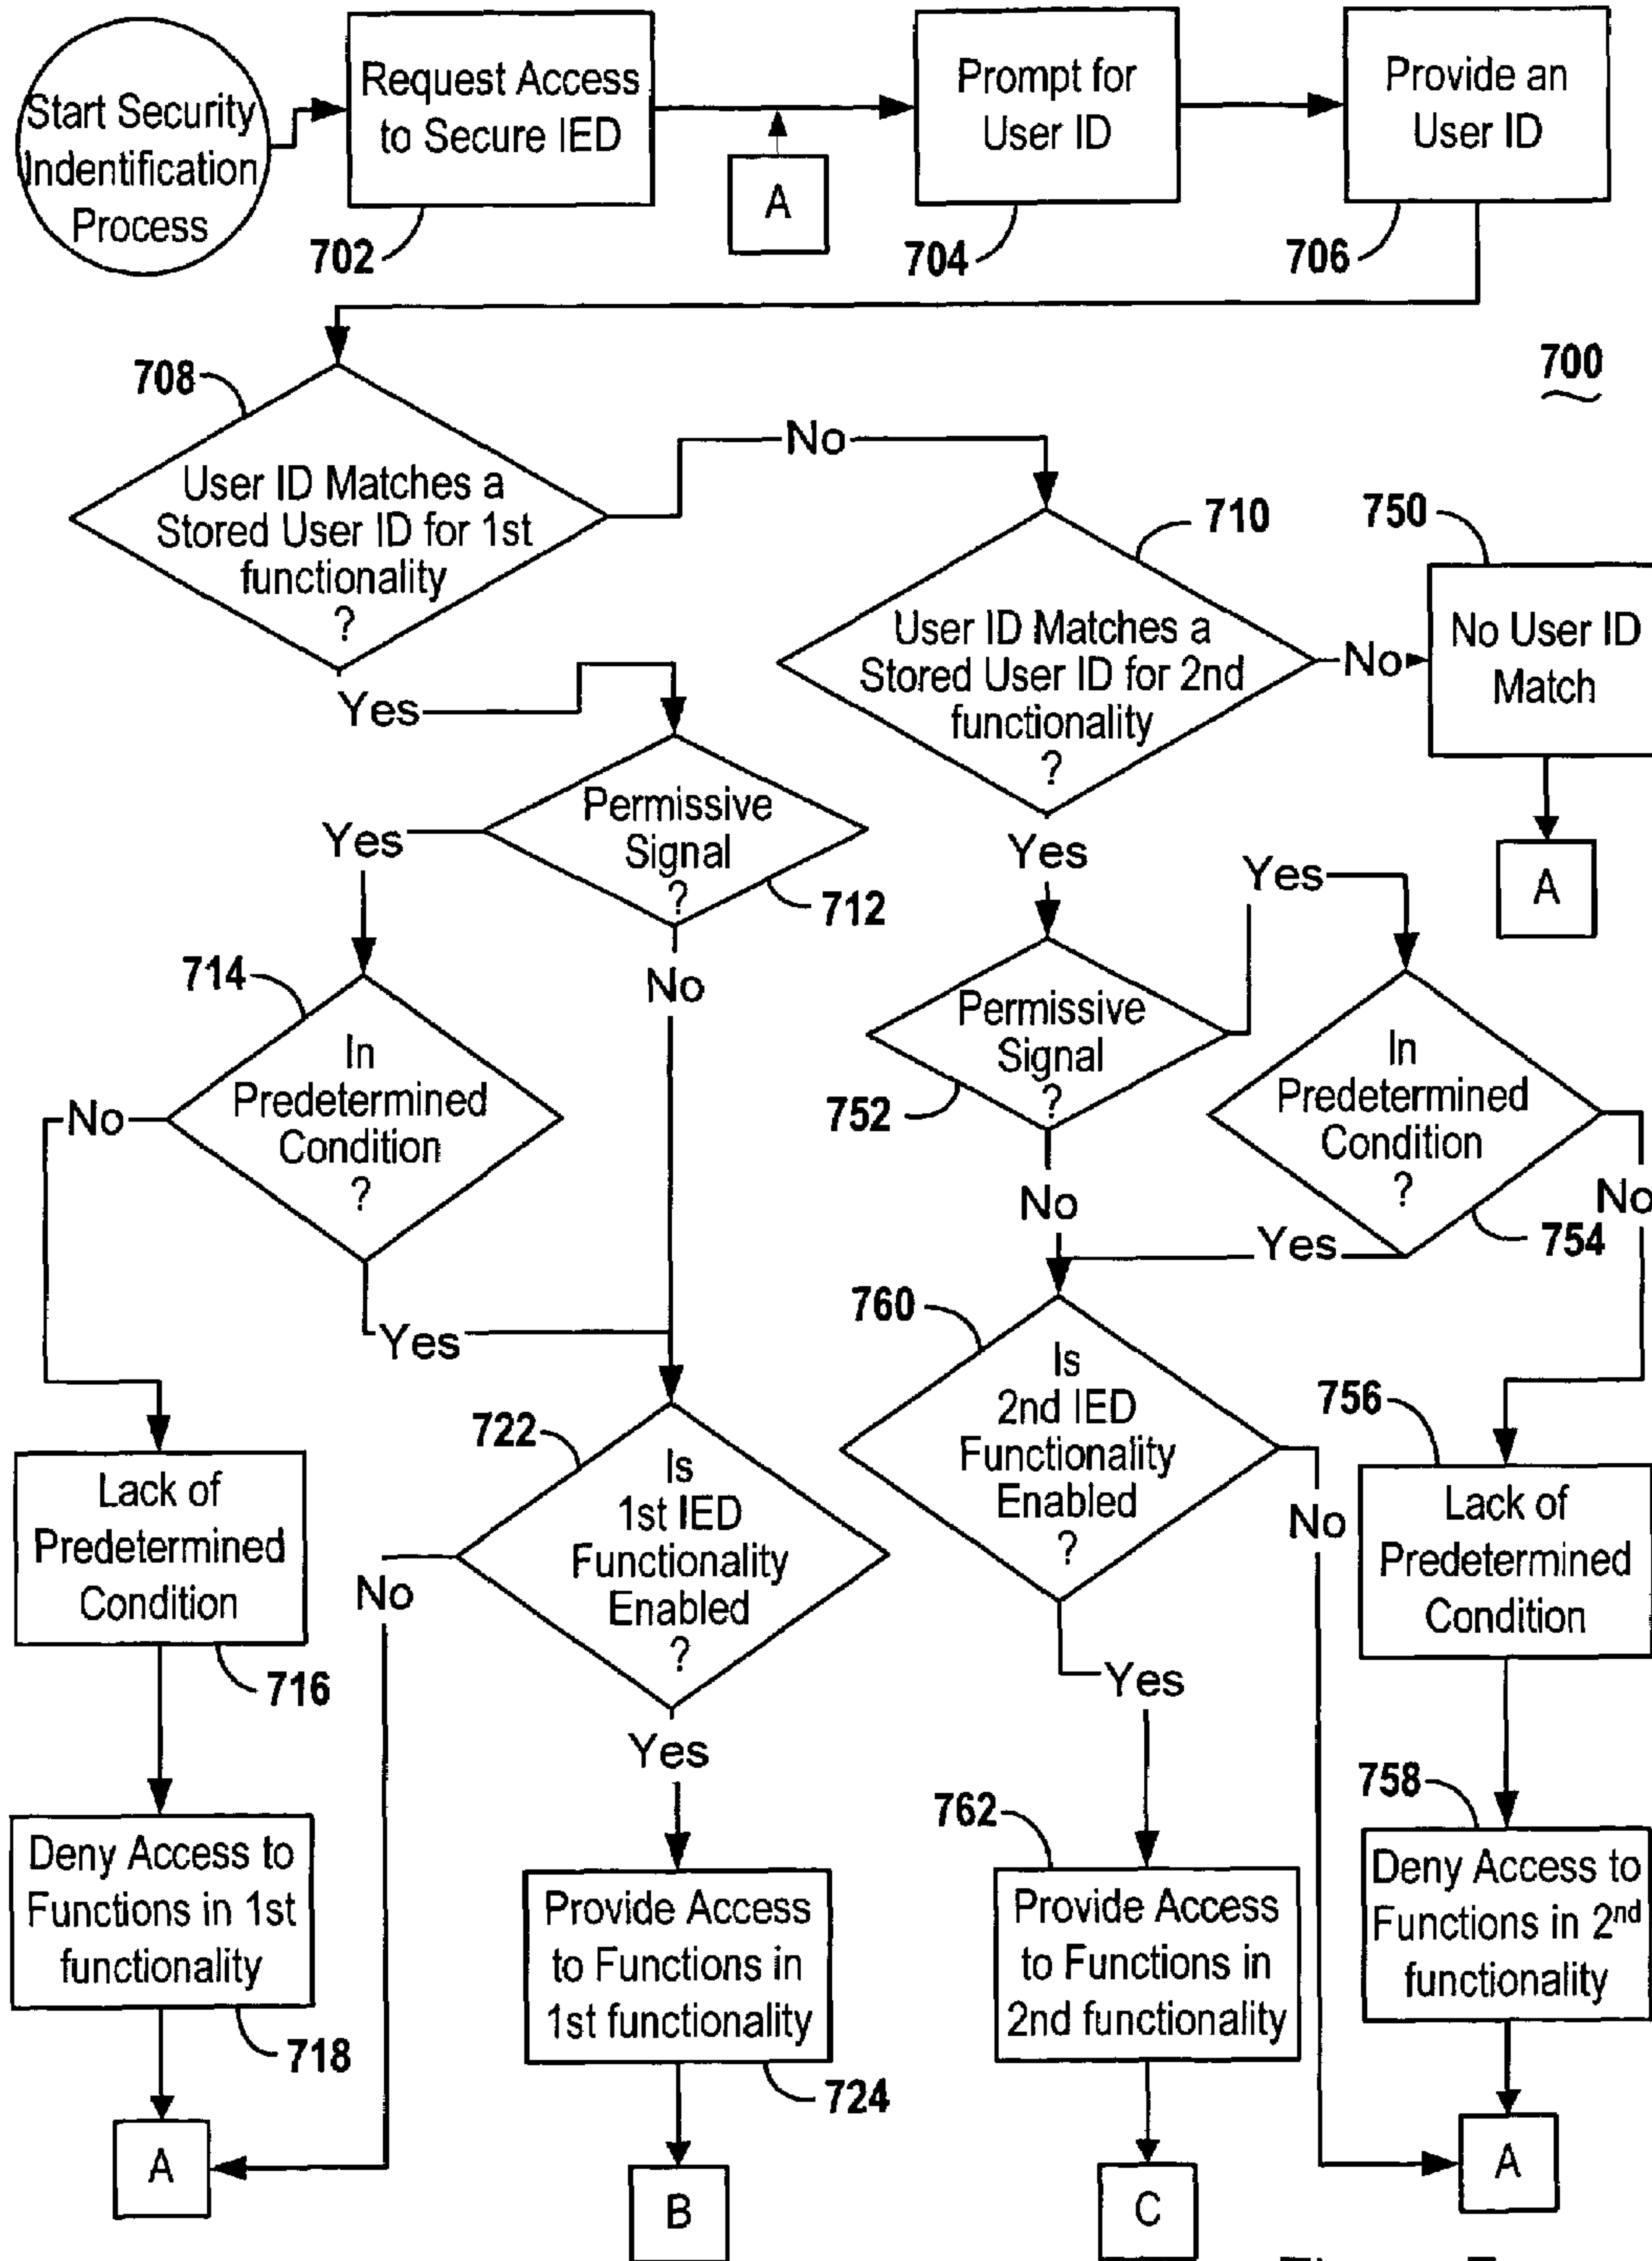 Start Security
Indentification
Process
Request Access
to Secure IED
702
A
Prompt for
User ID
704
Provide an
User ID
706
700
708
User ID Matches a
Stored User ID for 1st
functionality
?
No
710
User ID Matches a
Stored User ID for 2nd
functionality
?
No
750
No User ID
Match
A
Yes
Permissive
Signal
?
712
Yes
No
714
In
Predetermined
Condition
?
No
Yes
Yes
Permissive
Signal
?
752
Yes
No
In
Predetermined
Condition
?
754
No
Yes
716
Lack of
Predetermined
Condition
722
Is
1st IED
Functionality
Enabled
?
No
Yes
760
Is
2nd IED
Functionality
Enabled
?
No
Yes
756
Lack of
Predetermined
Condition
Deny Access to
Functions in 1st
functionality
718
A
Provide Access
to Functions in
1st functionality
724
B
762
Provide Access
to Functions in
2nd functionality
C
758
Deny Access to
Functions in 2nd
functionality
A